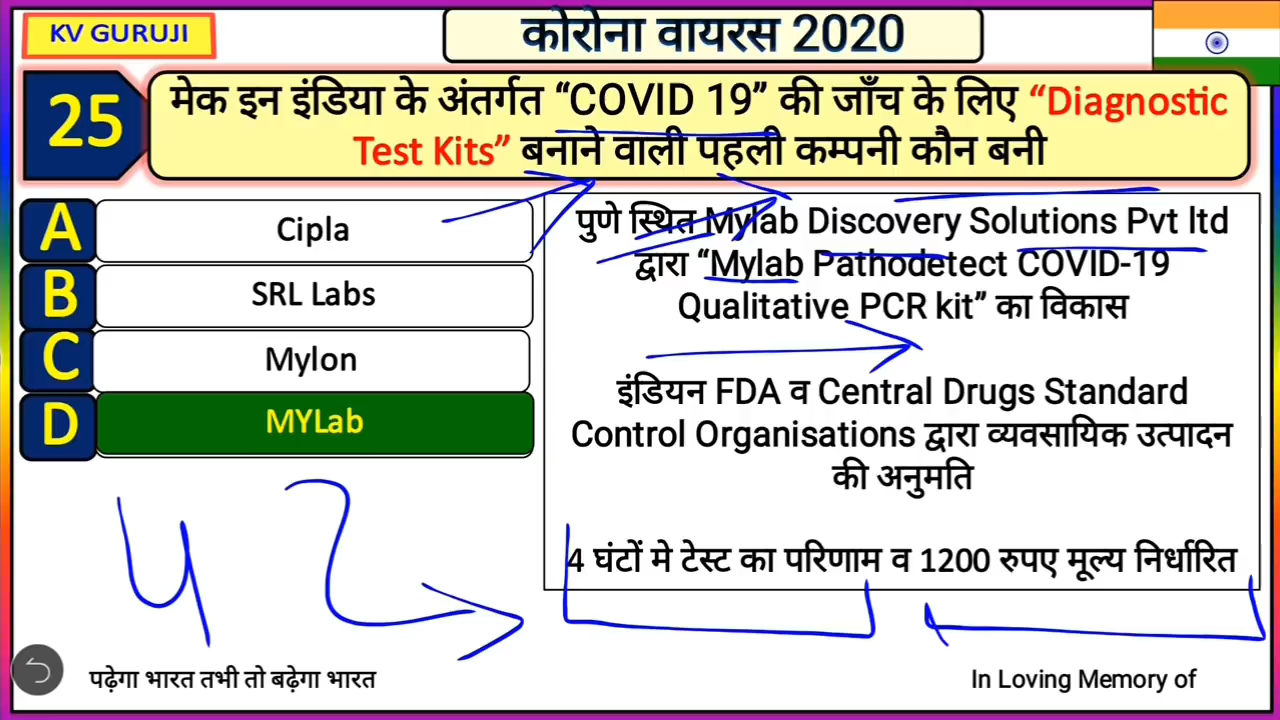 KV GURUJI
कोरोना वायरस 2020
25
मेक इन इंडिया के अंतर्गत “COVID 19” की जाँच के लिए “Diagnostic
Test Kits” बनाने वाली पहली कम्पनी कौन बनी
A
Cipla
B
SRL Labs
C
Mylon
D
MYLab
पुणे स्थित Mylab Discovery Solutions Pvt ltd
द्वारा “Mylab Pathodetect COVID-19
Qualitative PCR kit” का विकास
इंडियन FDA व Central Drugs Standard
Control Organisations द्वारा व्यवसायिक उत्पादन
की अनुमति
4 घंटों मे टेस्ट का परिणाम व 1200 रुपए मूल्य निर्धारित
पढ़ेगा भारत तभी तो बढ़ेगा भारत
In Loving Memory of